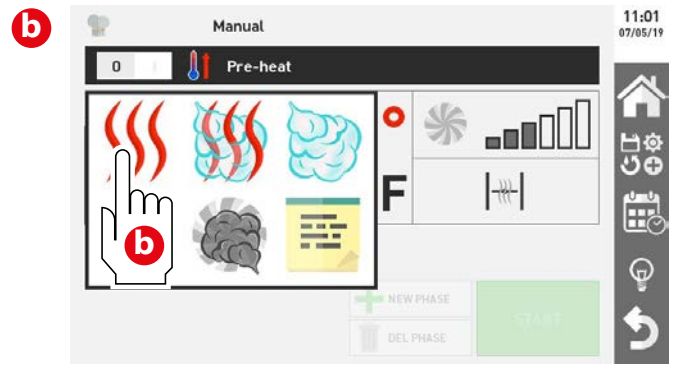 b
Manual
11:01
07/05/19
0 I
Pre-heat
F
b
NEW PHASE
START
DEL PHASE